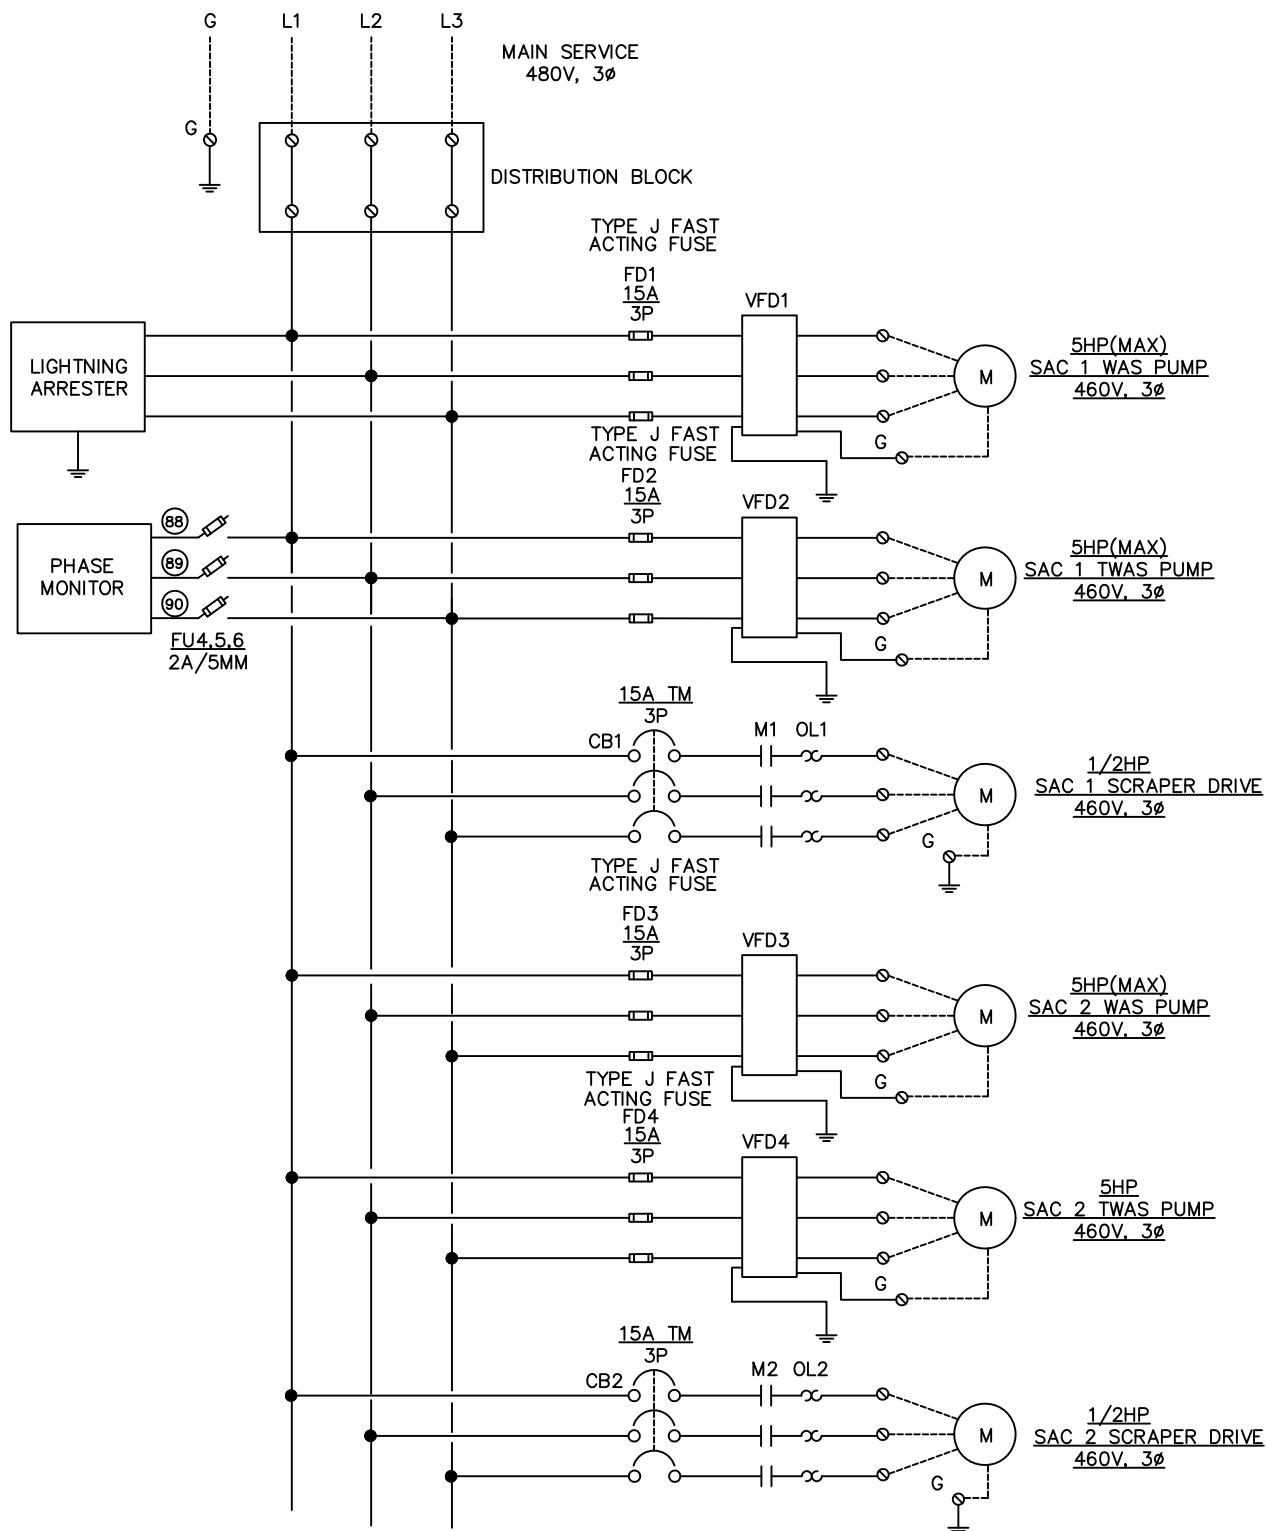 G
L1
L2
L3
MAIN SERVICE
480V, 3ø
G
DISTRIBUTION BLOCK
TYPE J FAST
ACTING FUSE
FD1
15A
3P
VFD1
LIGHTNING
ARRESTER
M
5HP(MAX)
SAC 1 WAS PUMP
460V, 3ø
G
TYPE J FAST
ACTING FUSE
FD2
15A
3P
VFD2
PHASE
MONITOR
88
89
90
FU4,5,6
2A/5MM
M
5HP(MAX)
SAC 1 TWAS PUMP
460V, 3ø
G
15A TM
3P
CB1
M1
OL1
M
1/2HP
SAC 1 SCRAPER DRIVE
460V, 3ø
G
TYPE J FAST
ACTING FUSE
FD3
15A
3P
VFD3
M
5HP(MAX)
SAC 2 WAS PUMP
460V, 3ø
G
TYPE J FAST
ACTING FUSE
FD4
15A
3P
VFD4
M
5HP
SAC 2 TWAS PUMP
460V, 3ø
G
15A TM
3P
CB2
M2
OL2
M
1/2HP
SAC 2 SCRAPER DRIVE
460V, 3ø
G